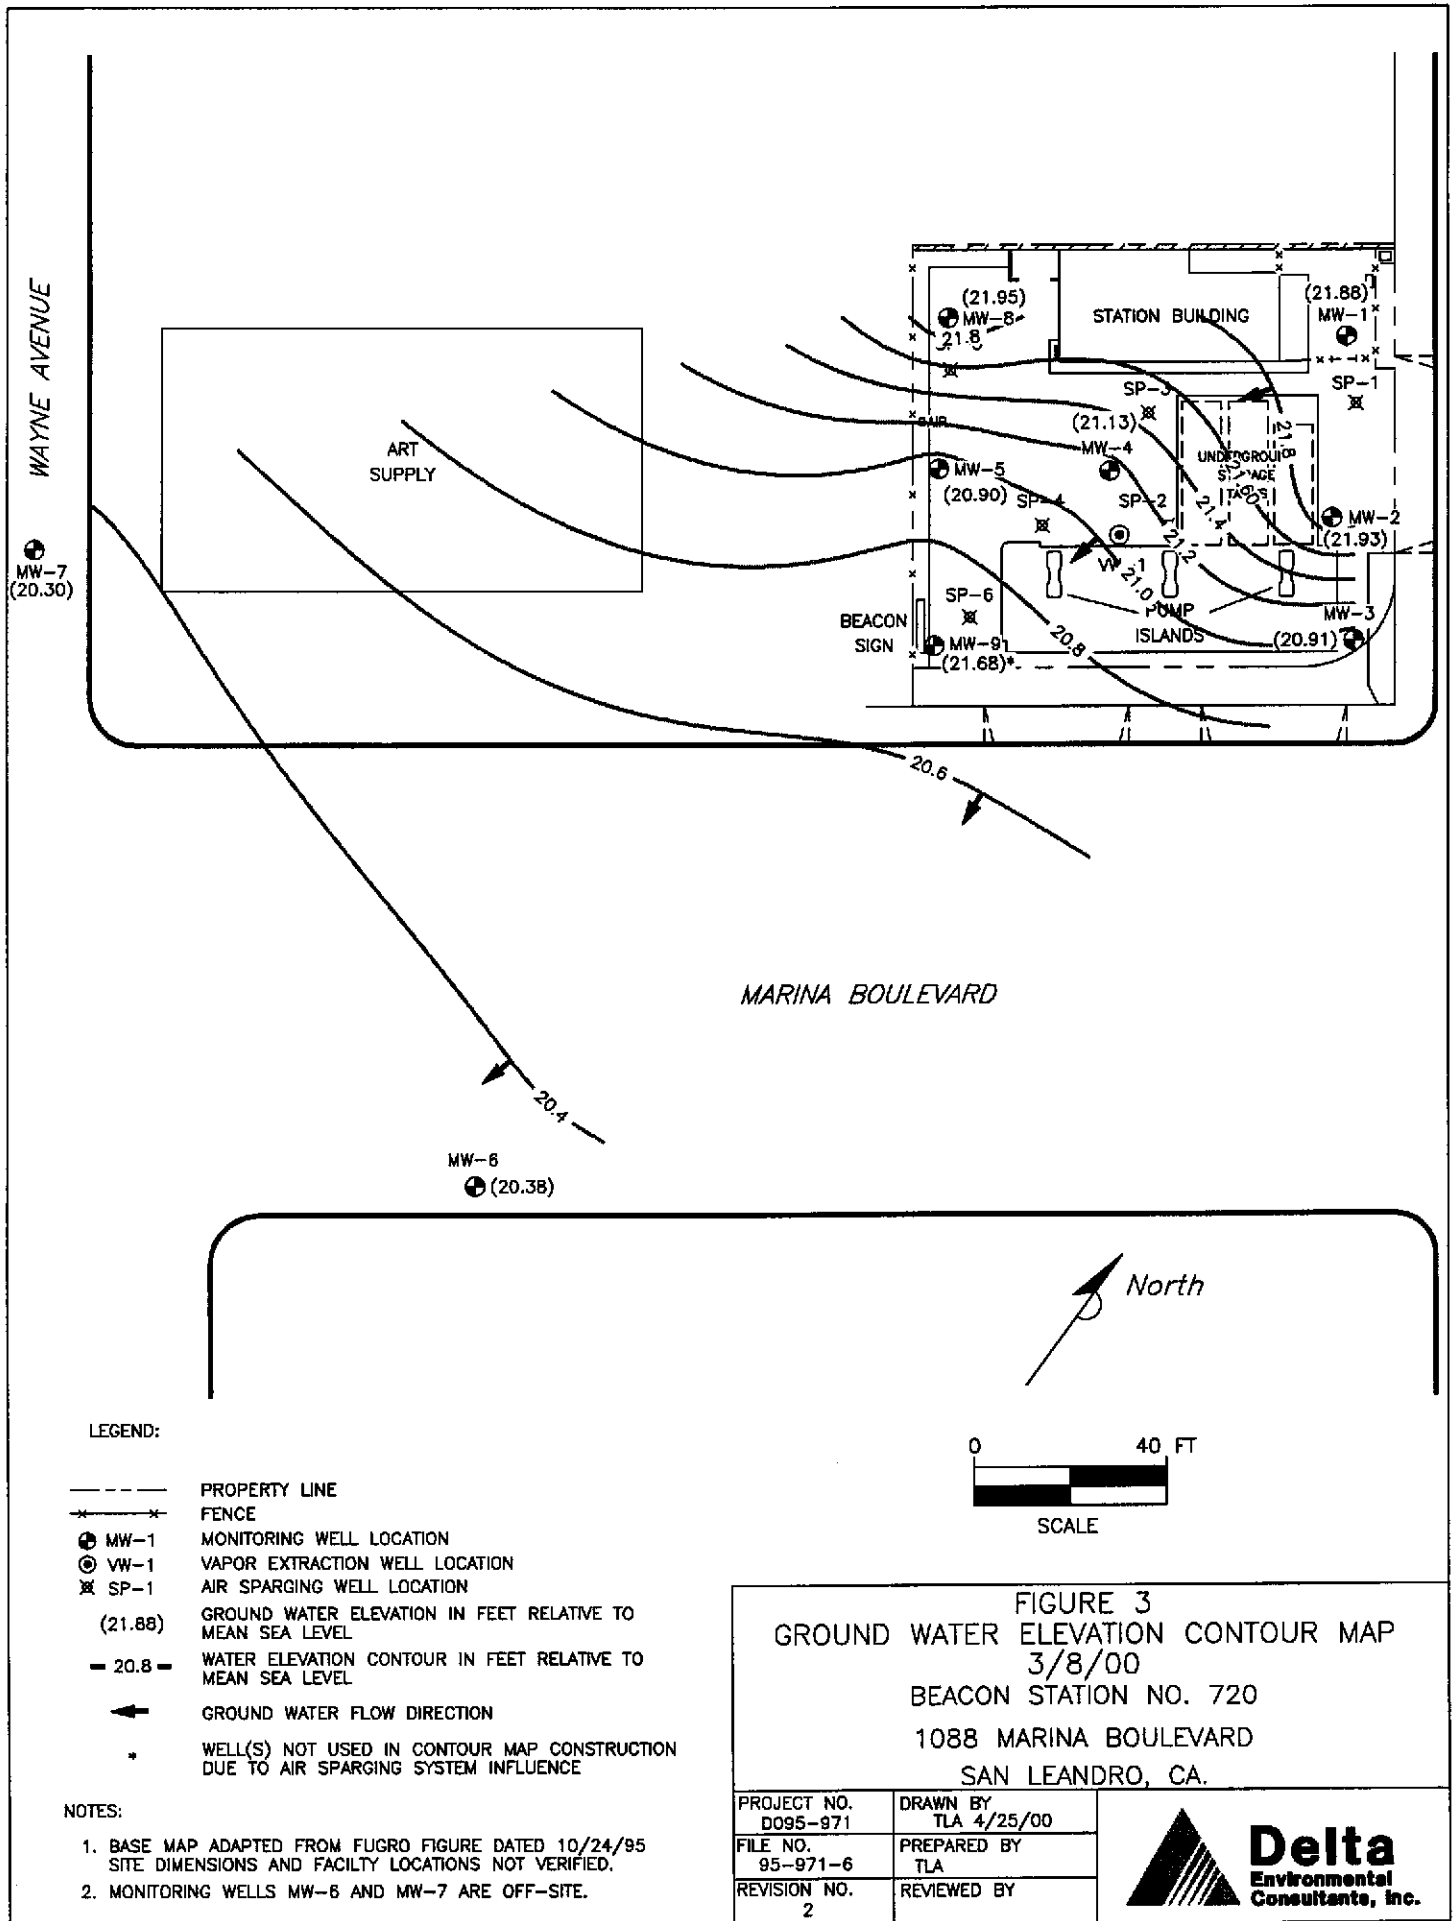 WAYNE AVENUE
(21.95)
MW-8
21.8
STATION BUILDING
(21.88)
MW-1
SP-3
SP-1
(21.13)
MW-4
21.8
ART
SUPPLY
MW-5
(20.90)
SP-4
SP-2
21.4
21.60
MW-2
(21.93)
21.2
MW-7
(20.30)
21.0
SP-6
PUMP
ISLANDS
MW-3
(20.91)
BEACON
SIGN
MW-9
(21.68)*
20.8
20.6
MARINA BOULEVARD
20.4
MW-6
(20.38)
North
LEGEND:
PROPERTY LINE
FENCE
MW-1 MONITORING WELL LOCATION
VW-1 VAPOR EXTRACTION WELL LOCATION
SP-1 AIR SPARGING WELL LOCATION
(21.88) GROUND WATER ELEVATION IN FEET RELATIVE TO
MEAN SEA LEVEL
20.8 WATER ELEVATION CONTOUR IN FEET RELATIVE TO
MEAN SEA LEVEL
GROUND WATER FLOW DIRECTION
* WELL(S) NOT USED IN CONTOUR MAP CONSTRUCTION
DUE TO AIR SPARGING SYSTEM INFLUENCE
NOTES:
1. BASE MAP ADAPTED FROM FUGRO FIGURE DATED 10/24/95
SITE DIMENSIONS AND FACILTY LOCATIONS NOT VERIFIED.
2. MONITORING WELLS MW-6 AND MW-7 ARE OFF-SITE.
0 40 FT
SCALE
FIGURE 3
GROUND WATER ELEVATION CONTOUR MAP
3/8/00
BEACON STATION NO. 720
1088 MARINA BOULEVARD
SAN LEANDRO, CA.
PROJECT NO.
D095-971
DRAWN BY
TLA 4/25/00
FILE NO.
95-971-6
PREPARED BY
TLA
REVISION NO.
2
REVIEWED BY
Delta
Environmental
Consultants, Inc.